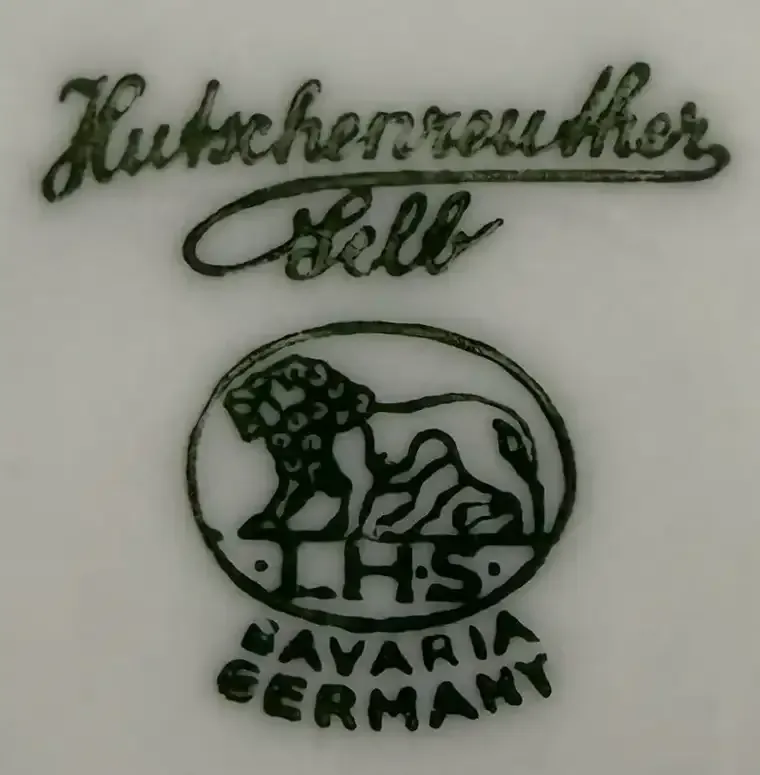 Hutschenreuther
Selb
·L·H·S·
BAVARIA
GERMANY